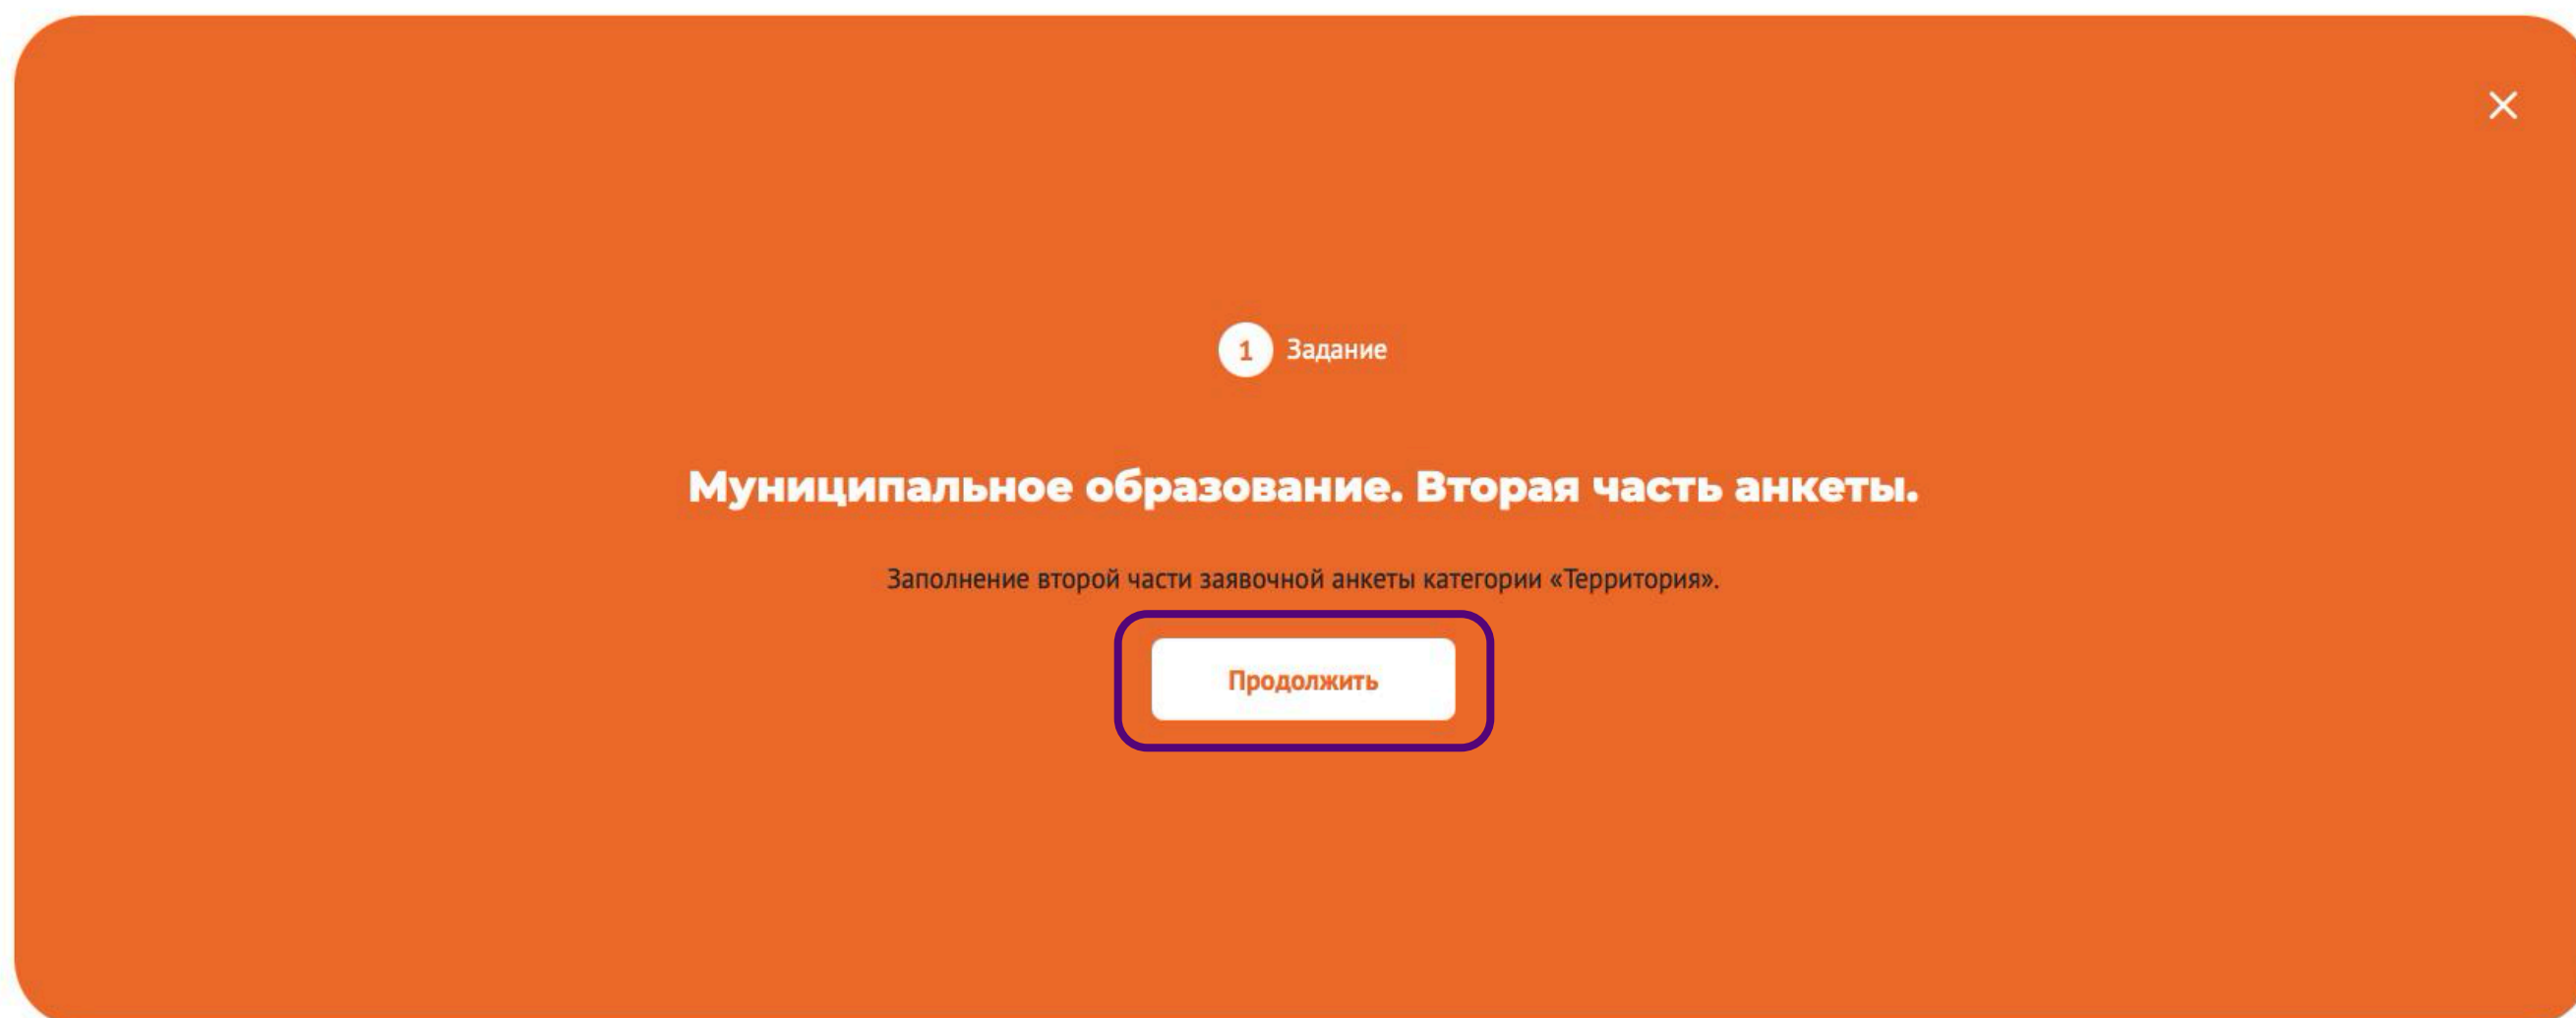 1 Задание
Муниципальное образование. Вторая часть анкеты.
Заполнение второй части заявочной анкеты категории «Территория».
Продолжить